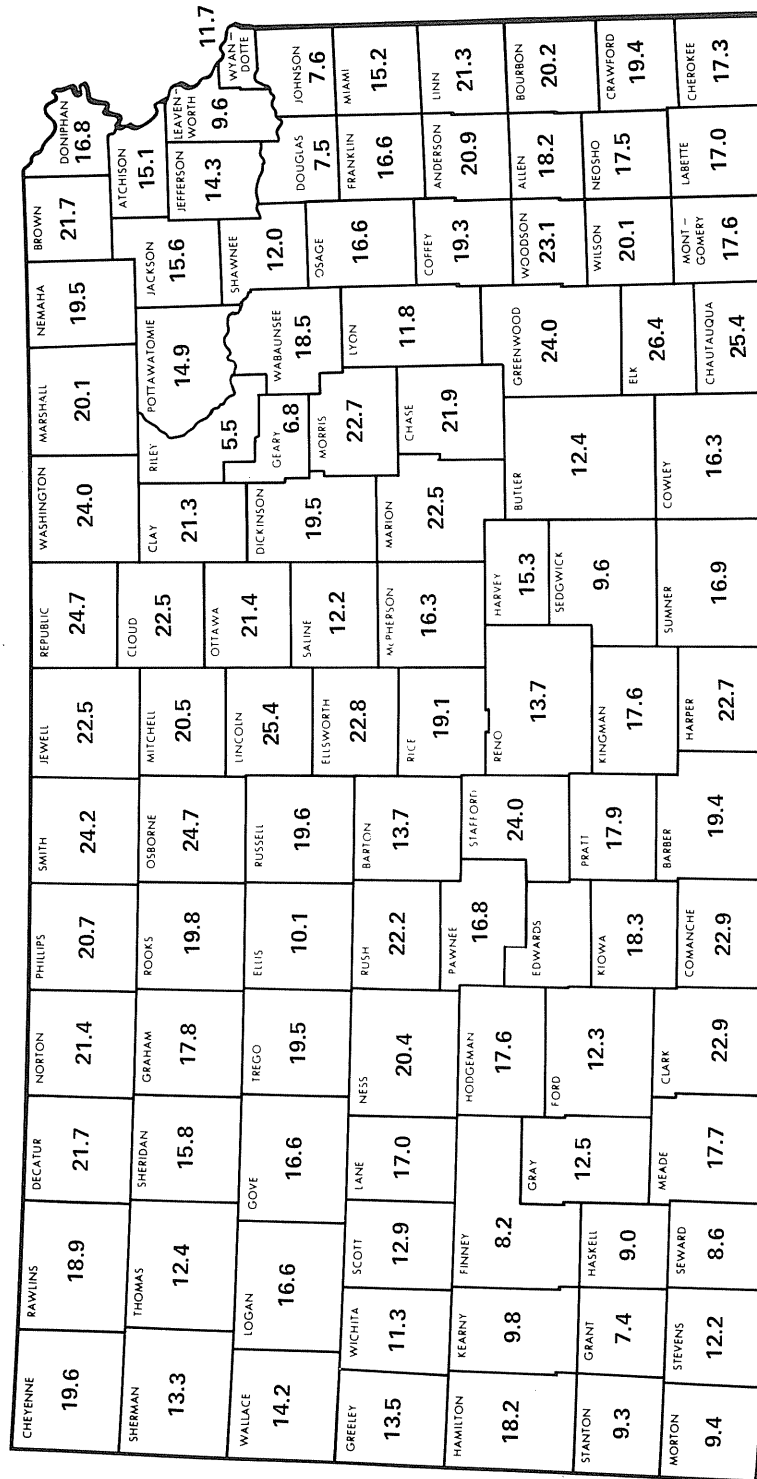 CHEYENNE
19.6
RAWLINS
18.9
DECATUR
21.7
NORTON
21.4
PHILLIPS
20.7
SMITH
24.2
JEWELL
22.5
REPUBLIC
24.7
WASHINGTON
24.0
MARSHALL
20.1
NEMAHA
19.5
BROWN
21.7
DONIPHAN
16.8
SHERMAN
13.3
THOMAS
12.4
SHERIDAN
15.8
GRAHAM
17.8
ROOKS
19.8
OSBORNE
24.7
MITCHELL
20.5
CLOUD
22.5
CLAY
21.3
RILEY
5.5
POTTAWATOMIE
14.9
JACKSON
15.6
ATCHISON
15.1
JEFFERSON
14.3
LEAVEN-
WORTH
9.6
WYAN-
DOTTE
11.7
WALLACE
14.2
LOGAN
16.6
GOVE
16.6
TREGO
19.5
ELLIS
10.1
RUSSELL
19.6
LINCOLN
25.4
OTTAWA
21.4
DICKINSON
19.5
GEARY
6.8
WABAUNSEE
18.5
SHAWNEE
12.0
DOUGLAS
7.5
JOHNSON
7.6
GREELEY
13.5
WICHITA
11.3
SCOTT
12.9
LANE
17.0
NESS
20.4
RUSH
22.2
BARTON
13.7
ELLSWORTH
22.8
SALINE
12.2
MORRIS
22.7
LYON
11.8
OSAGE
16.6
FRANKLIN
16.6
MIAMI
15.2
RICE
19.1
McPHERSON
16.3
MARION
22.5
CHASE
21.9
COFFEY
19.3
ANDERSON
20.9
LINN
21.3
HAMILTON
18.2
KEARNY
9.8
FINNEY
8.2
HODGEMAN
17.6
PAWNEE
16.8
STAFFORD
24.0
RENO
13.7
HARVEY
15.3
BUTLER
12.4
GREENWOOD
24.0
WOODSON
23.1
ALLEN
18.2
BOURBON
20.2
GRAY
12.5
FORD
12.3
EDWARDS
PRATT
17.9
KINGMAN
17.6
SEDGWICK
9.6
WILSON
20.1
NEOSHO
17.5
CRAWFORD
19.4
STANTON
9.3
GRANT
7.4
HASKELL
9.0
KIOWA
18.3
ELK
26.4
MORTON
9.4
STEVENS
12.2
SEWARD
8.6
MEADE
17.7
CLARK
22.9
COMANCHE
22.9
BARBER
19.4
HARPER
22.7
SUMNER
16.9
COWLEY
16.3
CHAUTAUQUA
25.4
MONT-
GOMERY
17.6
LABETTE
17.0
CHEROKEE
17.3